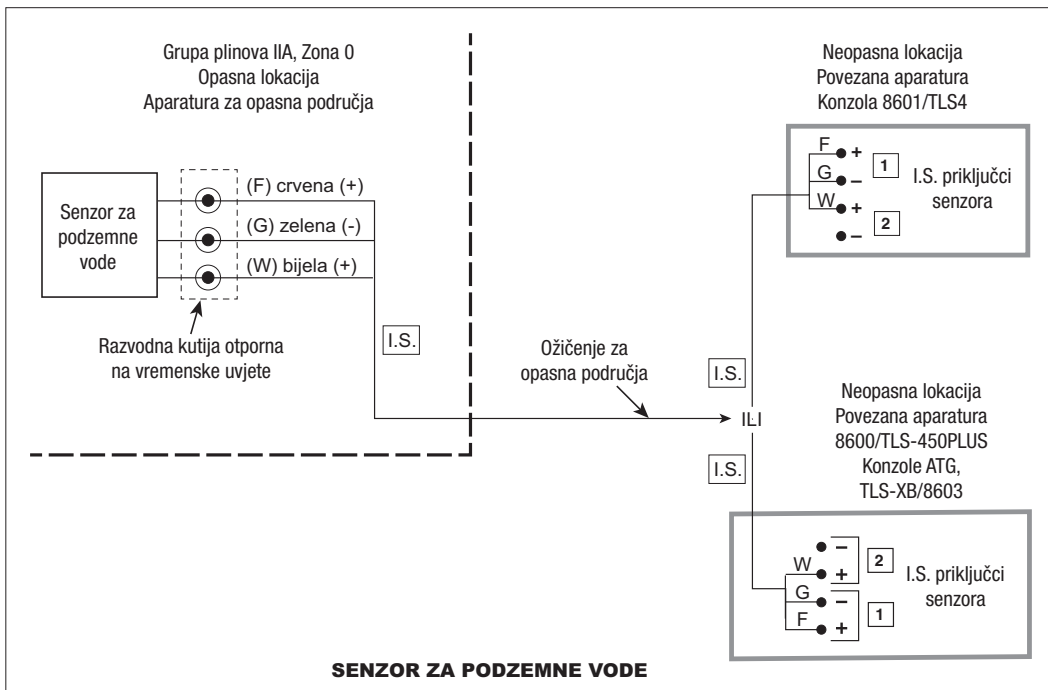 Grupa plinova IIA, Zona 0
Opasna lokacija
Aparatura za opasna područja
Senzor za
podzemne
vode
(F) crvena (+)
(G) zelena (-)
(W) bijela (+)
Razvodna kutija otporna
na vremenske uvjete
I.S.
Ožičenje za
opasna područja
I.S.
ILI
I.S.
Neopasna lokacija
Povezana aparatura
Konzola 8601/TLS4
F +
G –
W +
–
1
2
I.S. priključci
senzora
Neopasna lokacija
Povezana aparatura
8600/TLS-450PLUS
Konzole ATG,
TLS-XB/8603
–
W +
G –
F +
2
1
I.S. priključci
senzora
SENZOR ZA PODZEMNE VODE